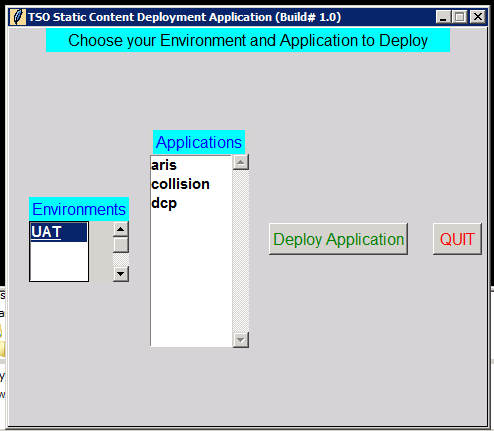 TSO Static Content Deployment Application (Build# 1.0)
Choose your Environment and Application to Deploy
Applications
aris
collision
dcp
Environments
UAT
Deploy Application
QUIT